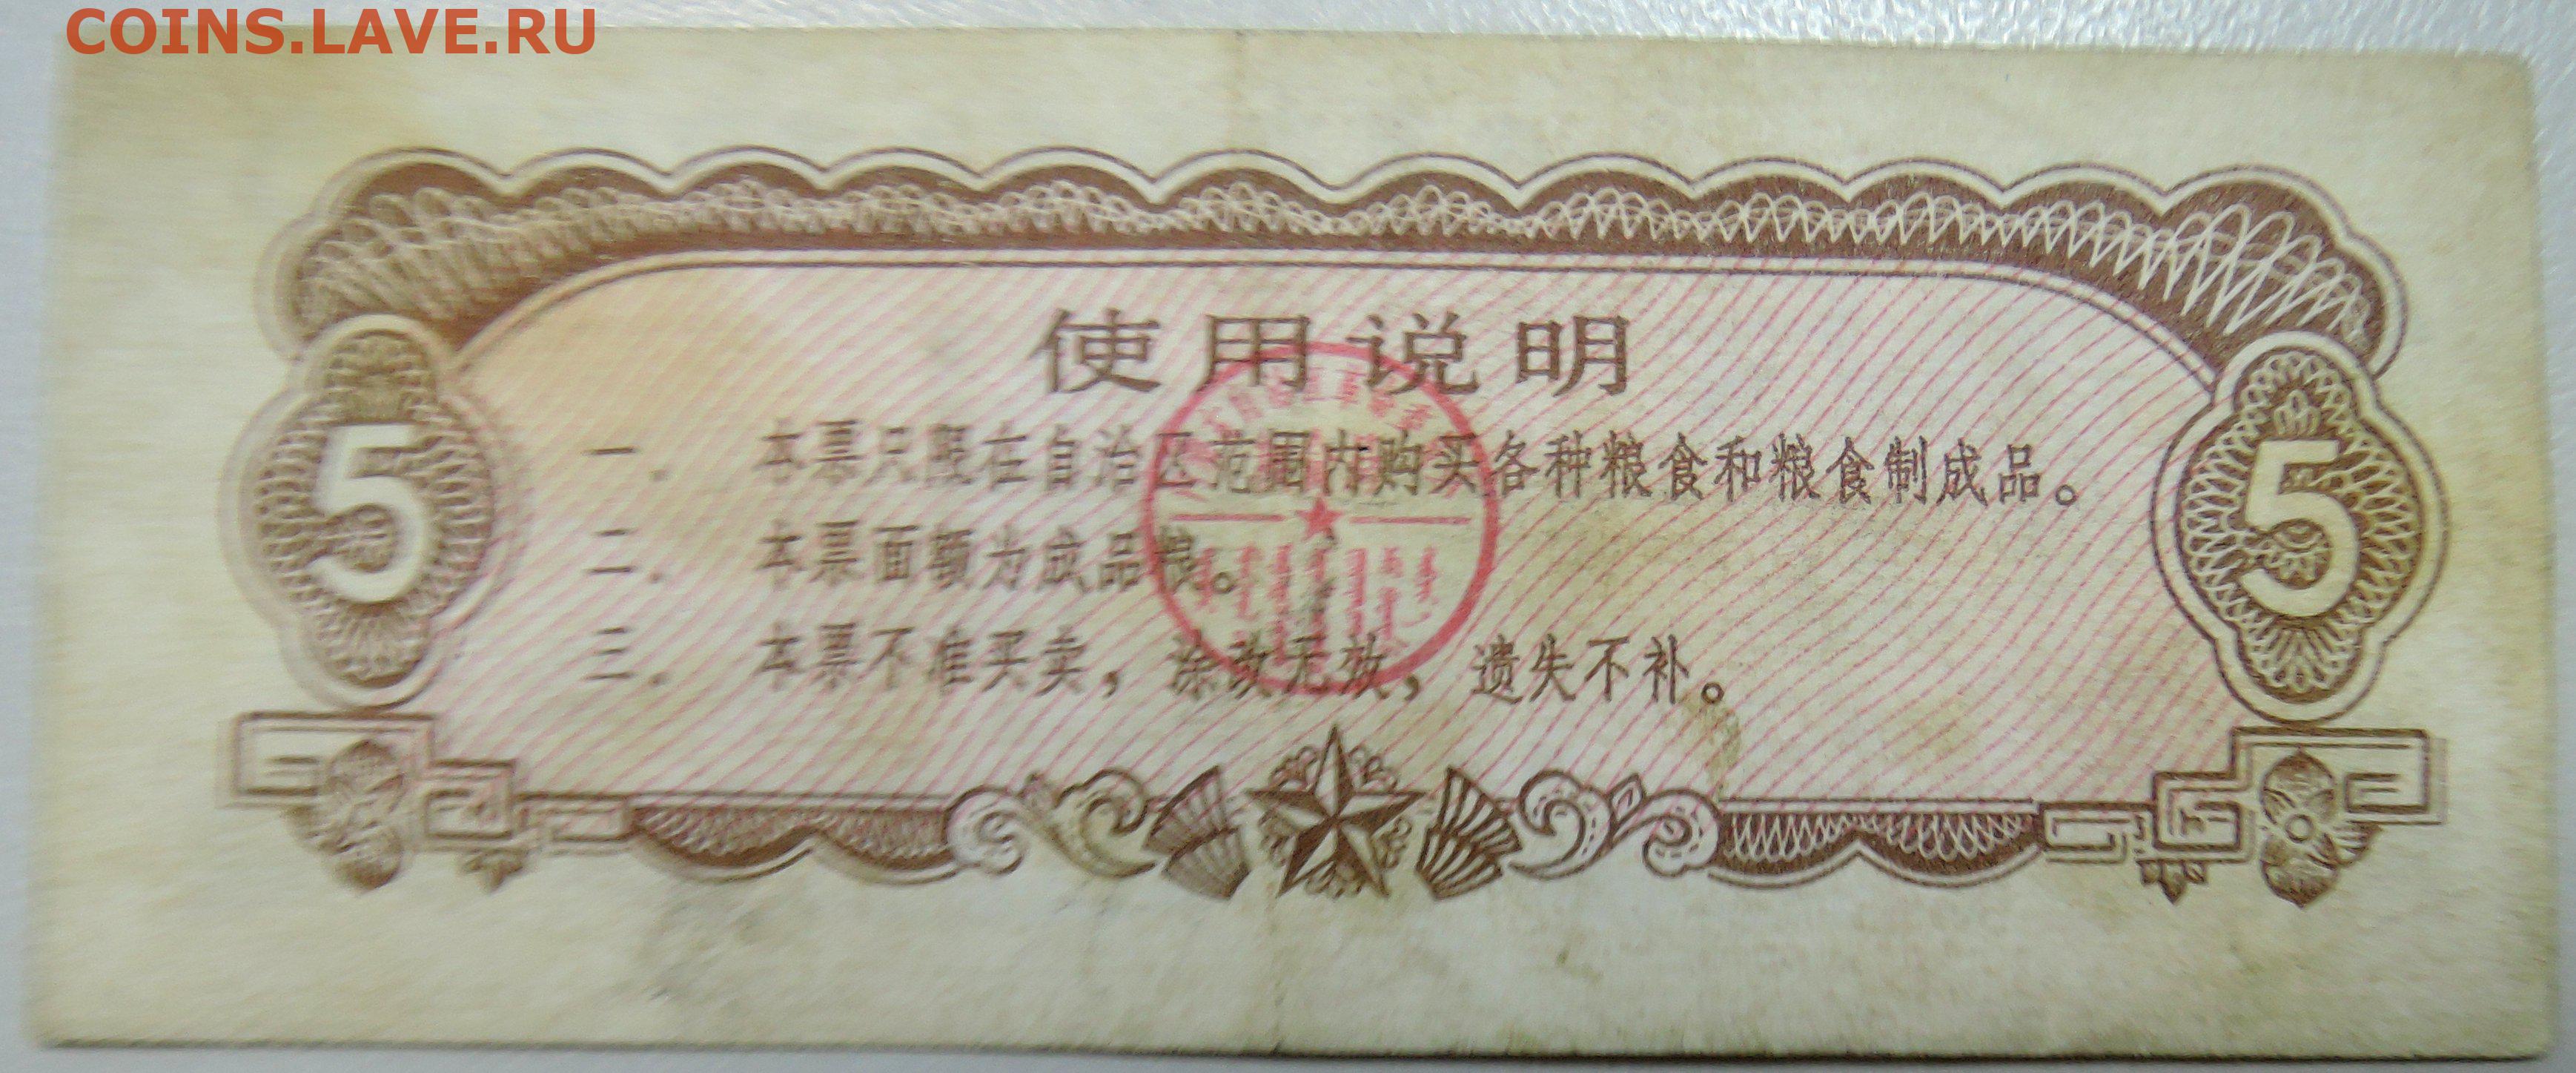 COINS.LAVE.RU
使用说明
一. 本票只限在自治区范围内购买各种粮食和粮食制成品。
二. 本票面额为成品粮。
三. 本票不准买卖，涂改无效，遗失不补。
5
5